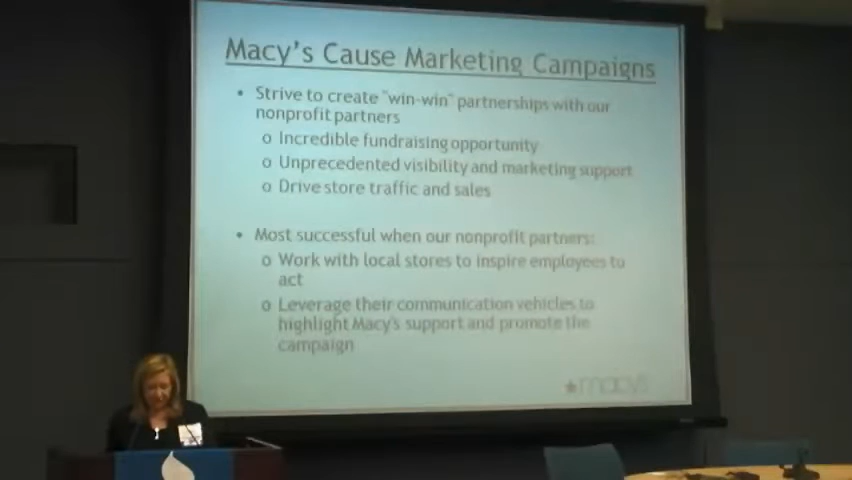 Macy's Cause Marketing Campaigns
• Strive to create "win-win" partnerships with our
nonprofit partners
o Incredible fundraising opportunity
o Unprecedented visibility and marketing support
o Drive store traffic and sales
• Most successful when our nonprofit partners:
o Work with local stores to inspire employees to
act
o Leverage their communication vehicles to
highlight Macy's support and promote the
campaign
★macy's